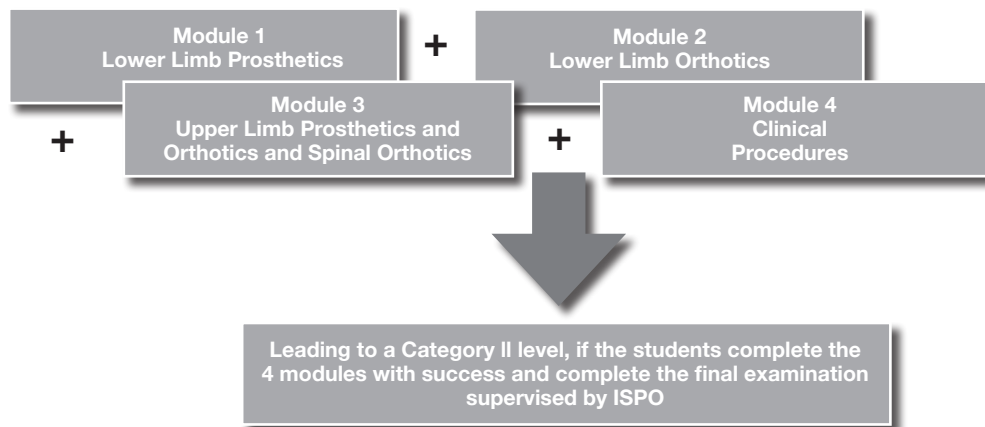 Module 1
Lower Limb Prosthetics
+
Module 2
Lower Limb Orthotics
+
Module 3
Upper Limb Prosthetics and
Orthotics and Spinal Orthotics
+
Module 4
Clinical
Procedures
Leading to a Category II level, if the students complete the
4 modules with success and complete the final examination
supervised by ISPO